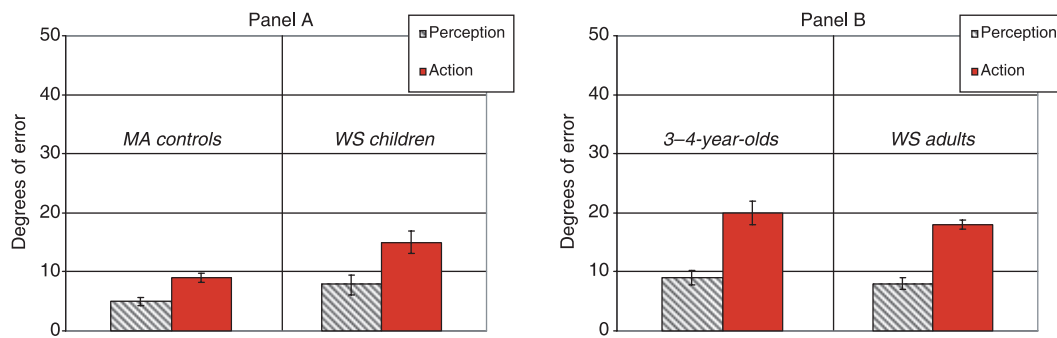 Panel A
50
40
30
20
10
0
Degrees of error
MA controls
WS children
Perception
Action
Panel B
50
40
30
20
10
0
Degrees of error
3–4-year-olds
WS adults
Perception
Action